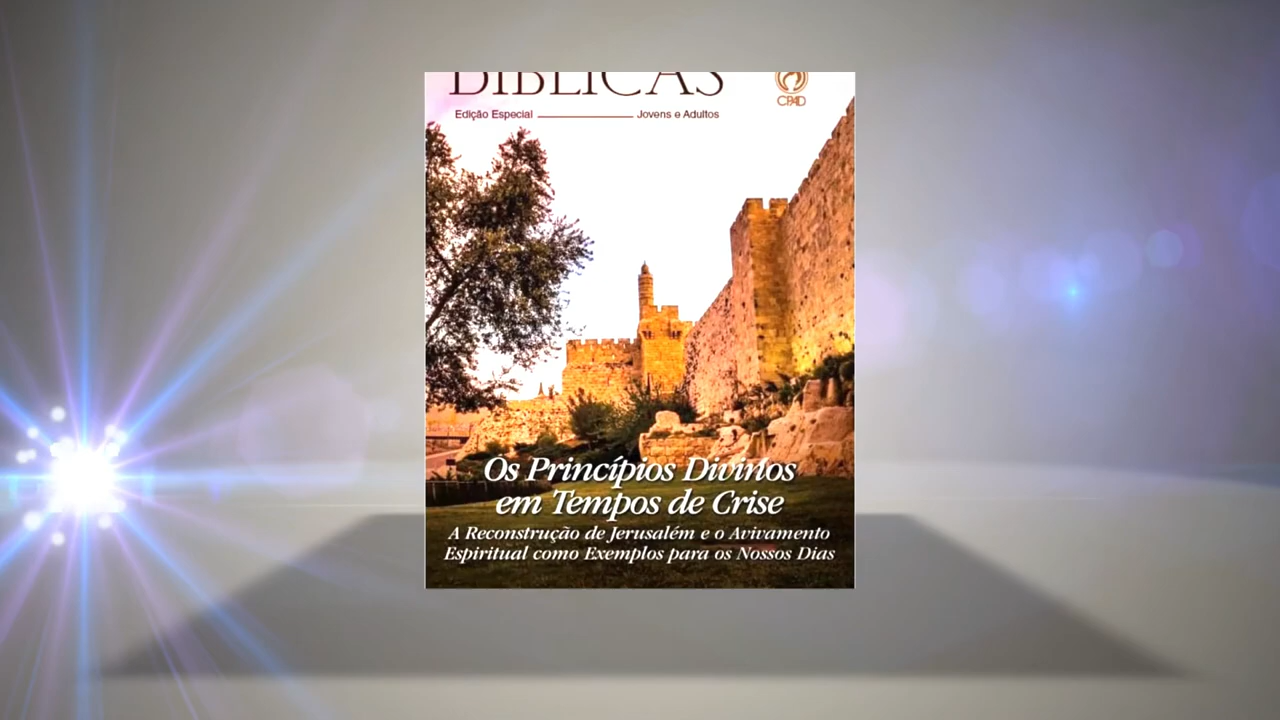 BÍBLICAS
CPAD
Edição Especial
Jovens e Adultos
Os Princípios Divinos
em Tempos de Crise
A Reconstrução de Jerusalém e o Avivamento
Espiritual como Exemplos para os Nossos Dias